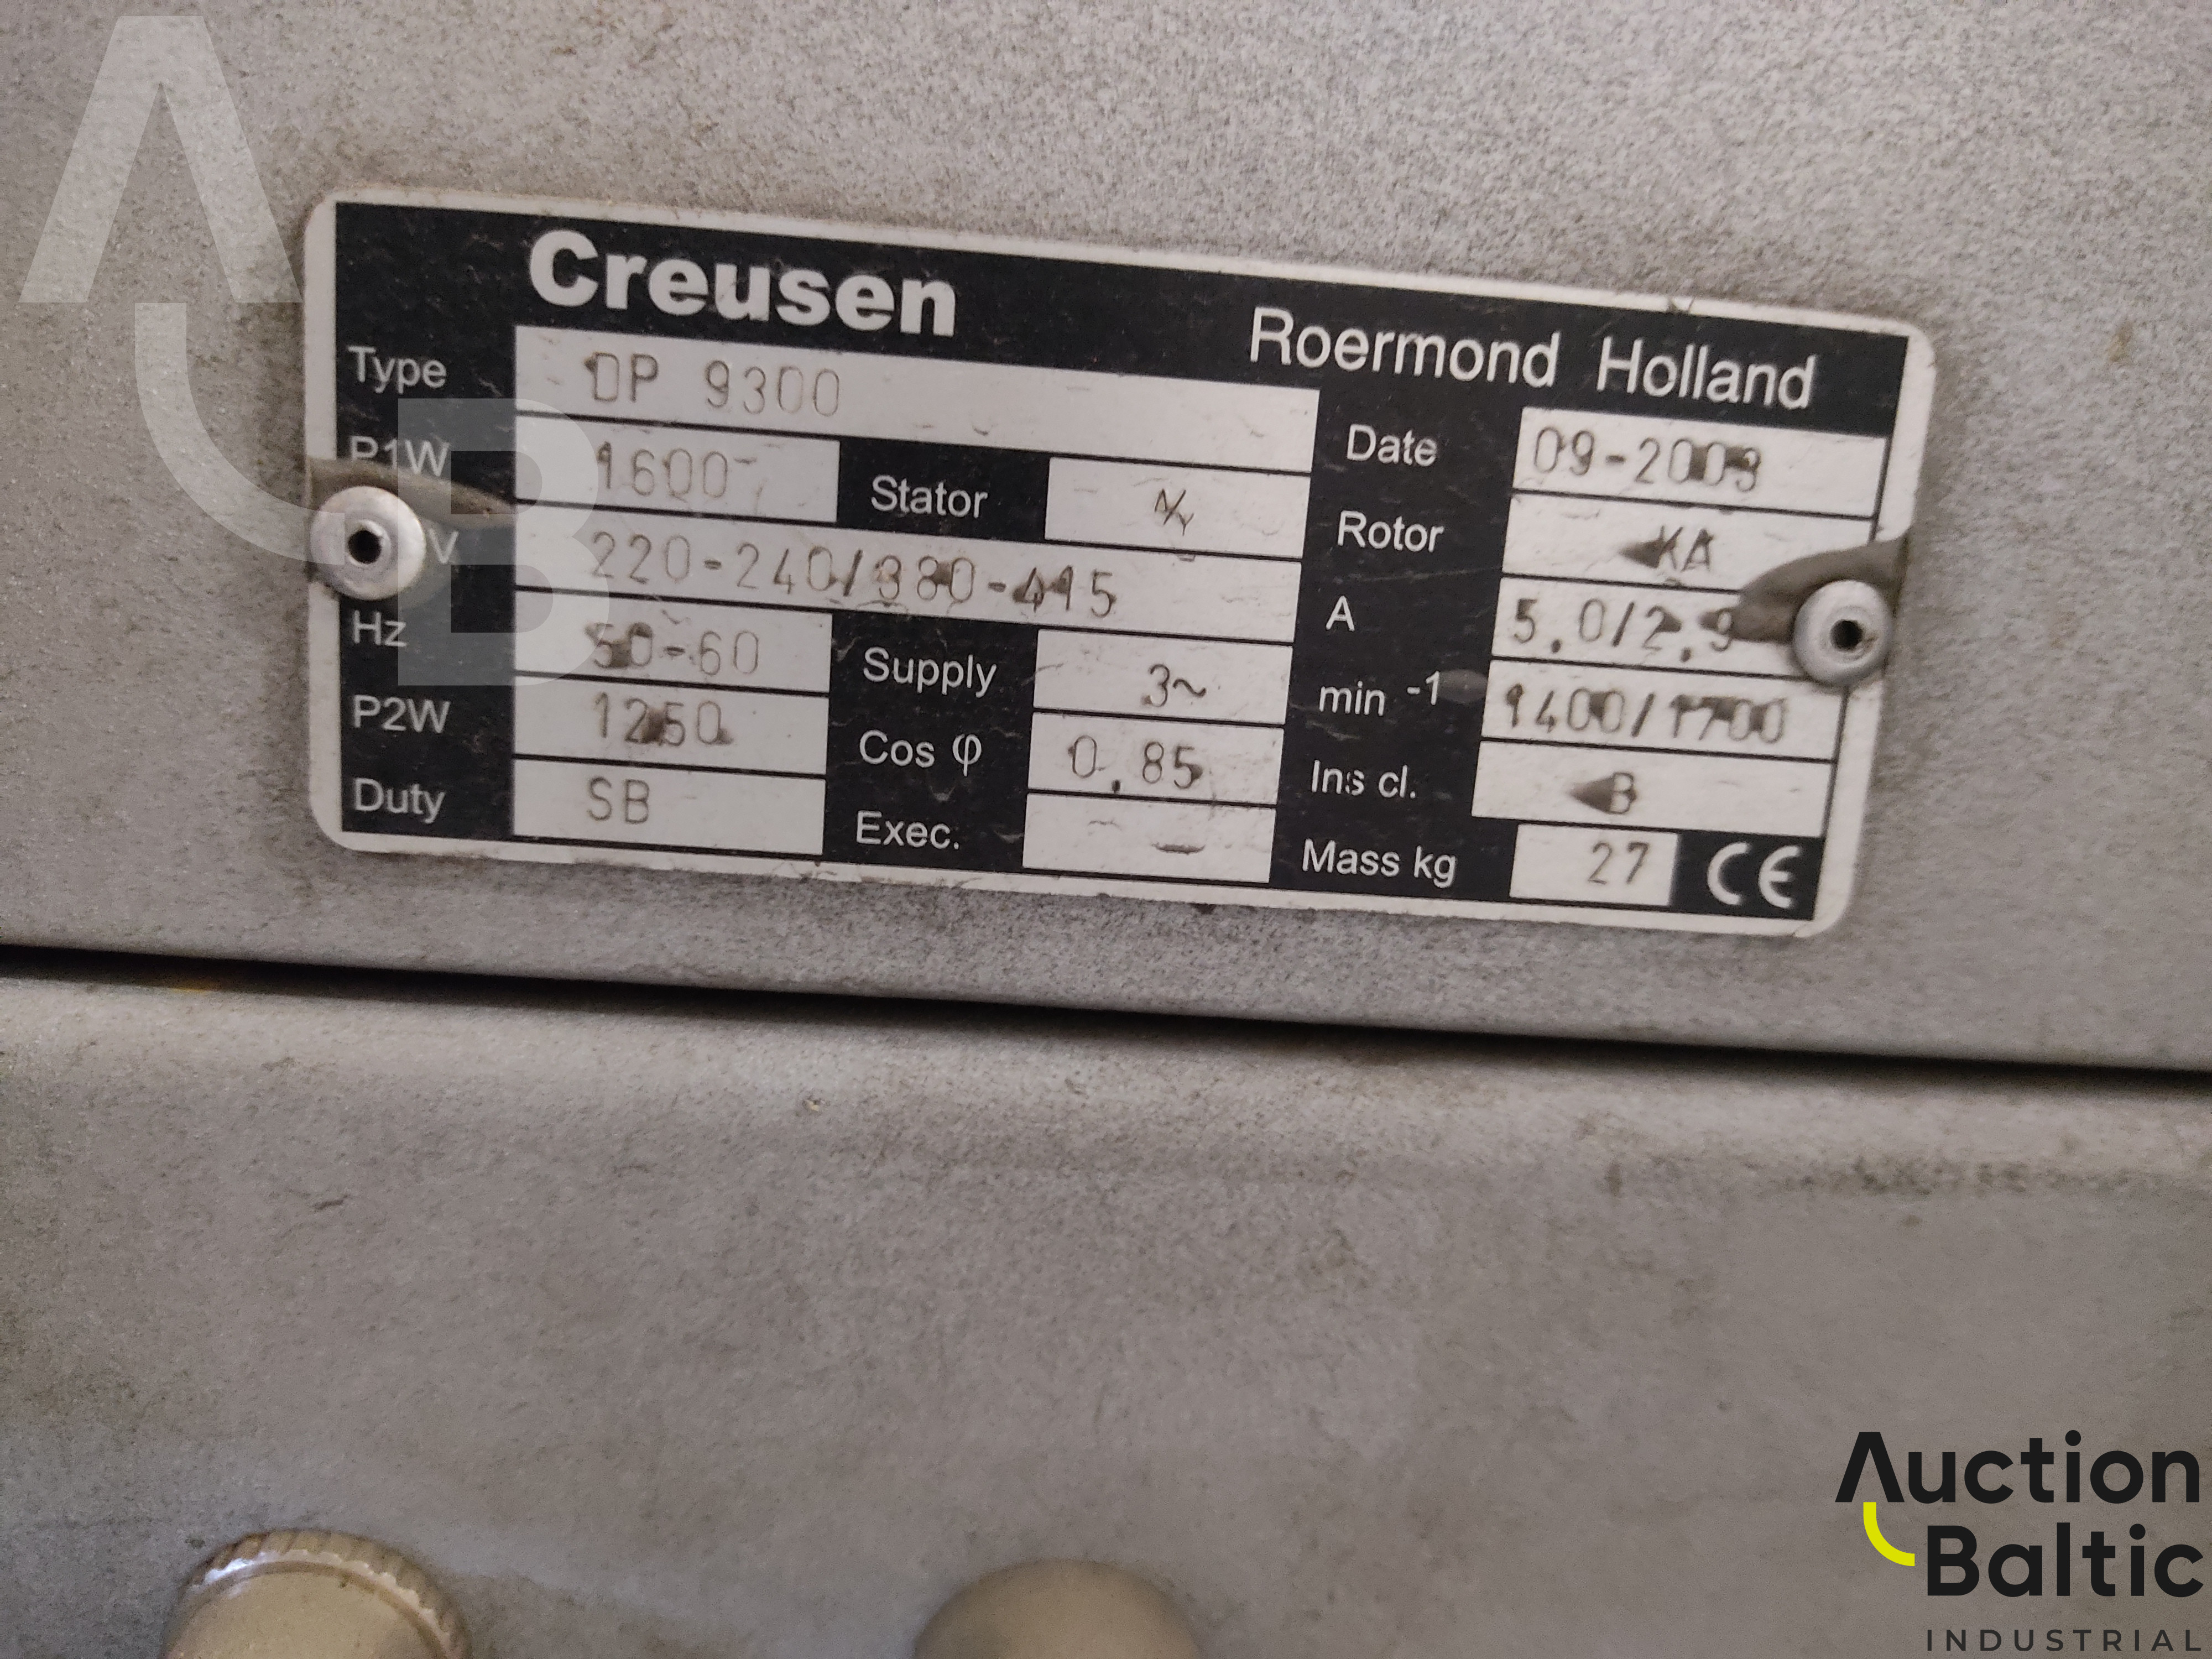 Creusen
Roermond Holland
Type DP 9300
Date 09-2003
P1W 1600
Stator Δ/Y
Rotor KA
V 220-240/380-415
A 5,0/2,9
Hz 50-60
Supply 3~
min -1 1400/1700
P2W 1250
Cos φ 0,85
Ins cl. B
Duty SB
Exec. —
Mass kg 27 CE
AB
Auction
Baltic
INDUSTRIAL